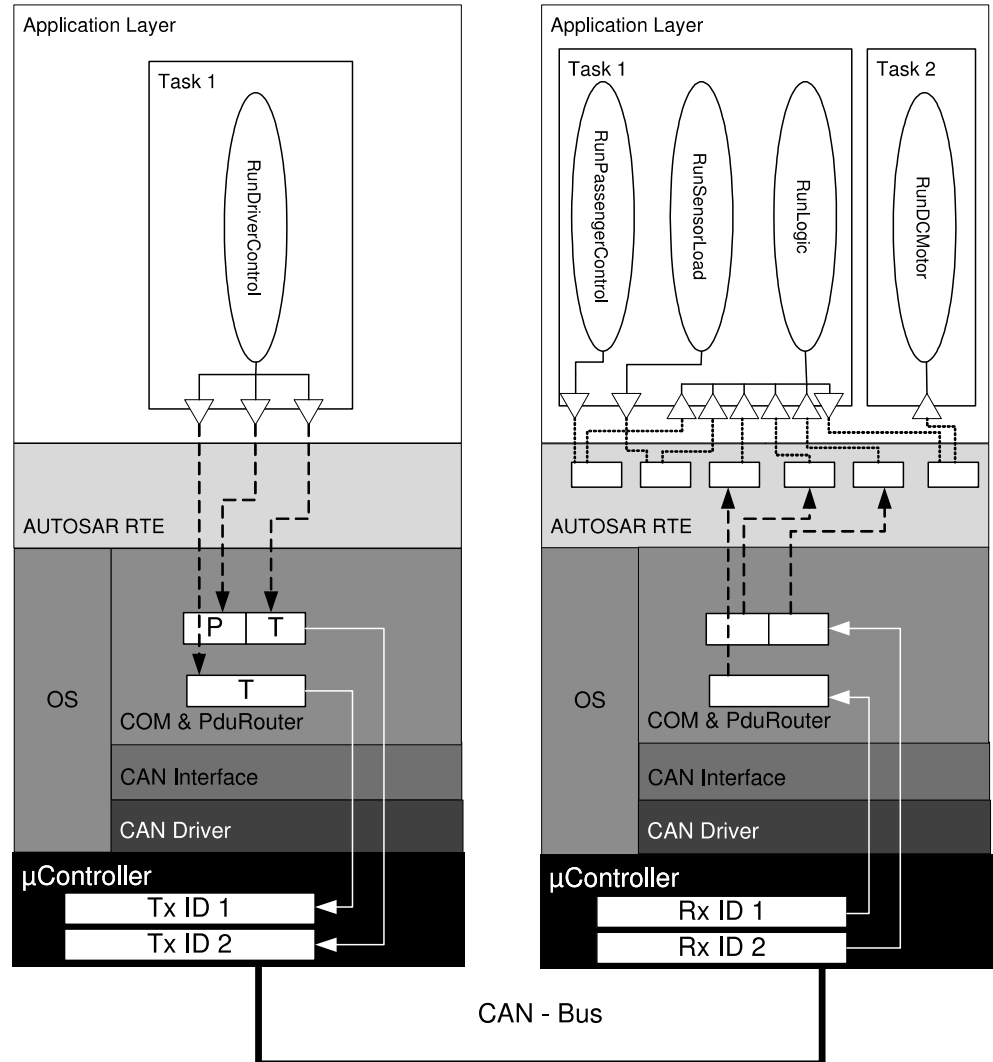 Application Layer
Task 1
RunDriverControl
AUTOSAR RTE
P
T
T
OS
COM & PduRouter
CAN Interface
CAN Driver
µController
Tx ID 1
Tx ID 2
Application Layer
Task 1
RunPassengerControl
RunSensorLoad
RunLogic
Task 2
RunDCMotor
AUTOSAR RTE
OS
COM & PduRouter
CAN Interface
CAN Driver
µController
Rx ID 1
Rx ID 2
CAN - Bus